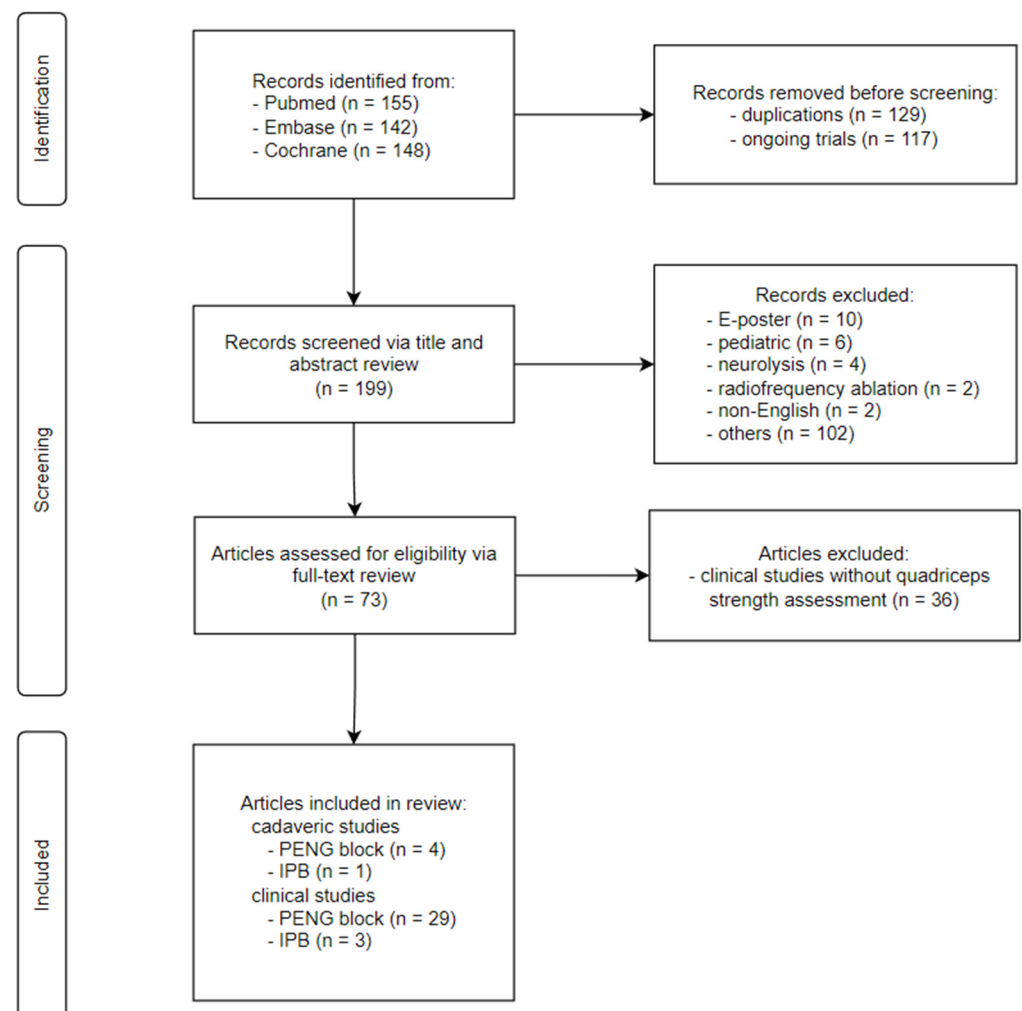 Identification
Records identified from:
- Pubmed (n = 155)
- Embase (n = 142)
- Cochrane (n = 148)
Records removed before screening:
- duplications (n = 129)
- ongoing trials (n = 117)
Screening
Records screened via title and
abstract review
(n = 199)
Records excluded:
- E-poster (n = 10)
- pediatric (n = 6)
- neurolysis (n = 4)
- radiofrequency ablation (n = 2)
- non-English (n = 2)
- others (n = 102)
Articles assessed for eligibility via
full-text review
(n = 73)
Articles excluded:
- clinical studies without quadriceps
strength assessment (n = 36)
Included
Articles included in review:
cadaveric studies
- PENG block (n = 4)
- IPB (n = 1)
clinical studies
- PENG block (n = 29)
- IPB (n = 3)